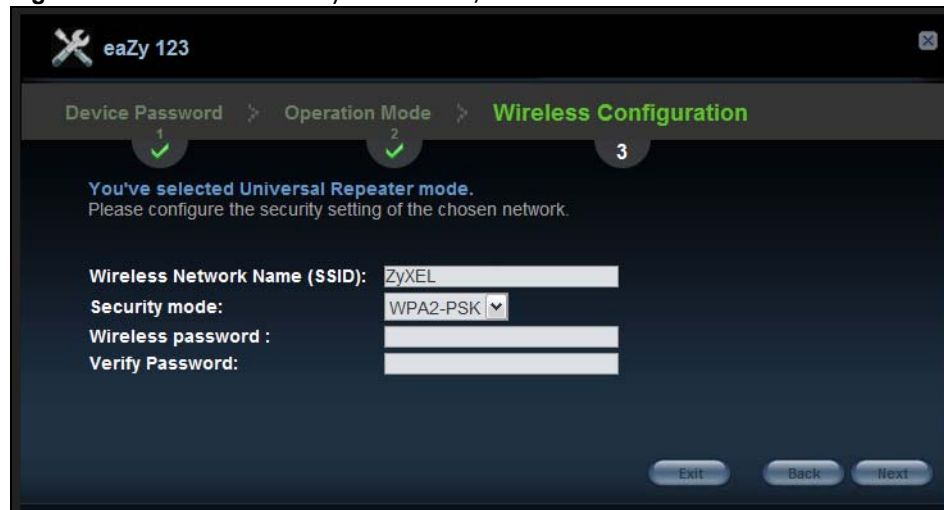 eaZy 123
Device Password > Operation Mode > Wireless Configuration
1 2 3
You've selected Universal Repeater mode.
Please configure the security setting of the chosen network.
Wireless Network Name (SSID): ZyXEL
Security mode: WPA2-PSK
Wireless password :
Verify Password:
Exit Back Next